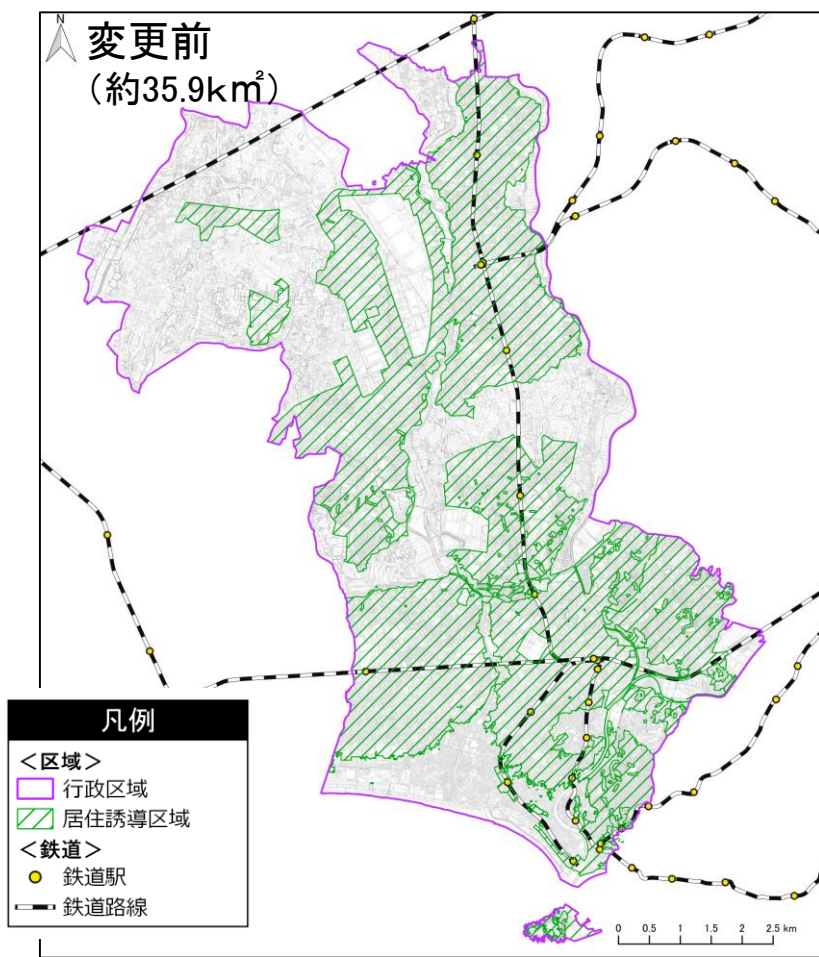 N
変更前
（約35.9k㎡）
凡例
＜区域＞
行政区域
居住誘導区域
＜鉄道＞
鉄道駅
鉄道路線
0 0.5 1 1.5 2 2.5 km